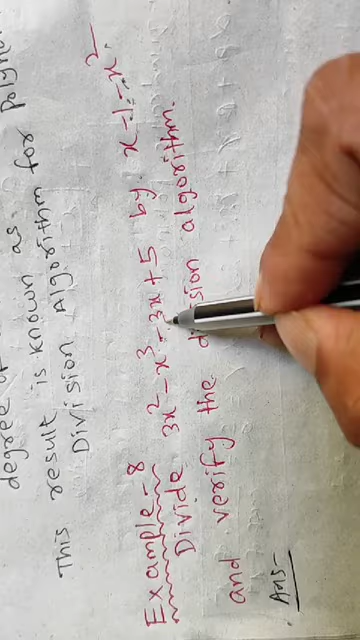 degree of
This result is known as
Division Algorithm for polyno
Example-8
Divide 3x² - x³ - 3x + 5 by x - 1 - x²
and verify the division algorithm.
Ans-